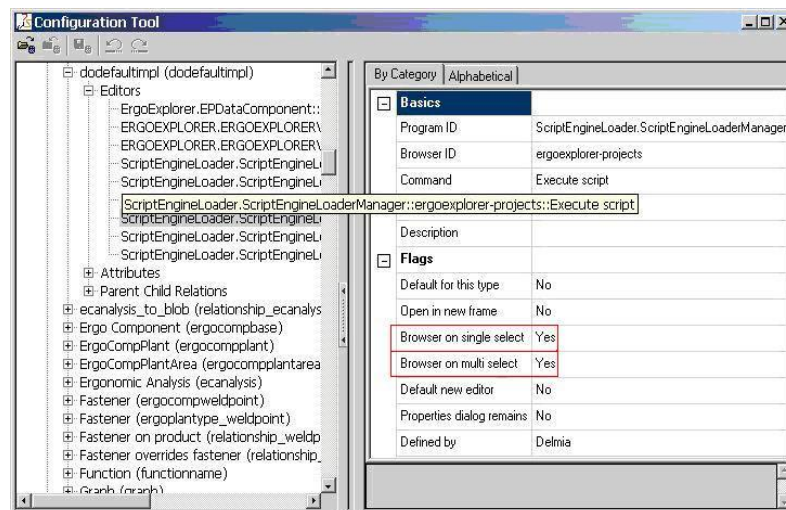 Configuration Tool
dodefaultimpl (dodefaultimpl)
Editors
ErgoExplorer.EPDataComponent::
ERGOEXPLORER.ERGOEXPLORER\
ERGOEXPLORER.ERGOEXPLORER\
ScriptEngineLoader.ScriptEngineL
ScriptEngineLoader.ScriptEngineL
ScriptEngineLoader.ScriptEngineLoaderManager::ergoexplorer-projects::Execute script
ScriptEngineLoader.ScriptEngineL
ScriptEngineLoader.ScriptEngineL
ScriptEngineLoader.ScriptEngineL
Attributes
Parent Child Relations
ecanalysis_to_blob (relationship_ecanalys
Ergo Component (ergocompbase)
ErgoCompPlant (ergocompplant)
ErgoCompPlantArea (ergocompplantarea
Ergonomic Analysis (ecanalysis)
Fastener (ergocompweldpoint)
Fastener (ergoplantype_weldpoint)
Fastener on product (relationship_weldp
Fastener overrides fastener (relationship_
Function (functionname)
Graph (graph)
By Category Alphabetical
Basics
Program ID ScriptEngineLoader.ScriptEngineLoaderManager
Browser ID ergoexplorer-projects
Command Execute script
Description
Flags
Default for this type No
Open in new frame No
Browser on single select Yes
Browser on multi select Yes
Default new editor No
Properties dialog remains No
Defined by Delmia